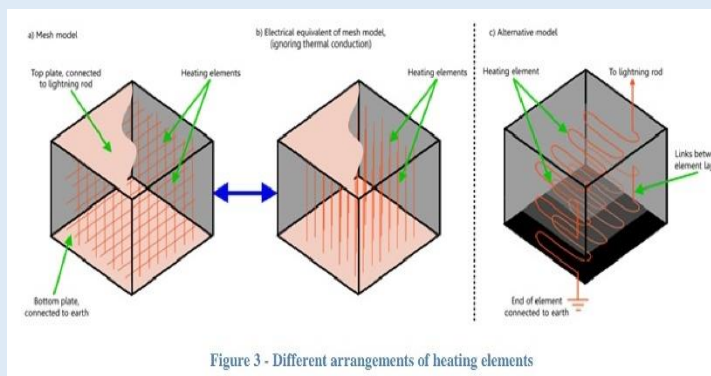 a) Mesh model
Top plate, connected
to lightning rod
Heating elements
Bottom plate,
connected to earth
b) Electrical equivalent of mesh model,
(ignoring thermal conduction)
Heating elements
c) Alternative model
Heating element
To lightning rod
Links betw
element lay
End of element
connected to earth
Figure 3 - Different arrangements of heating elements